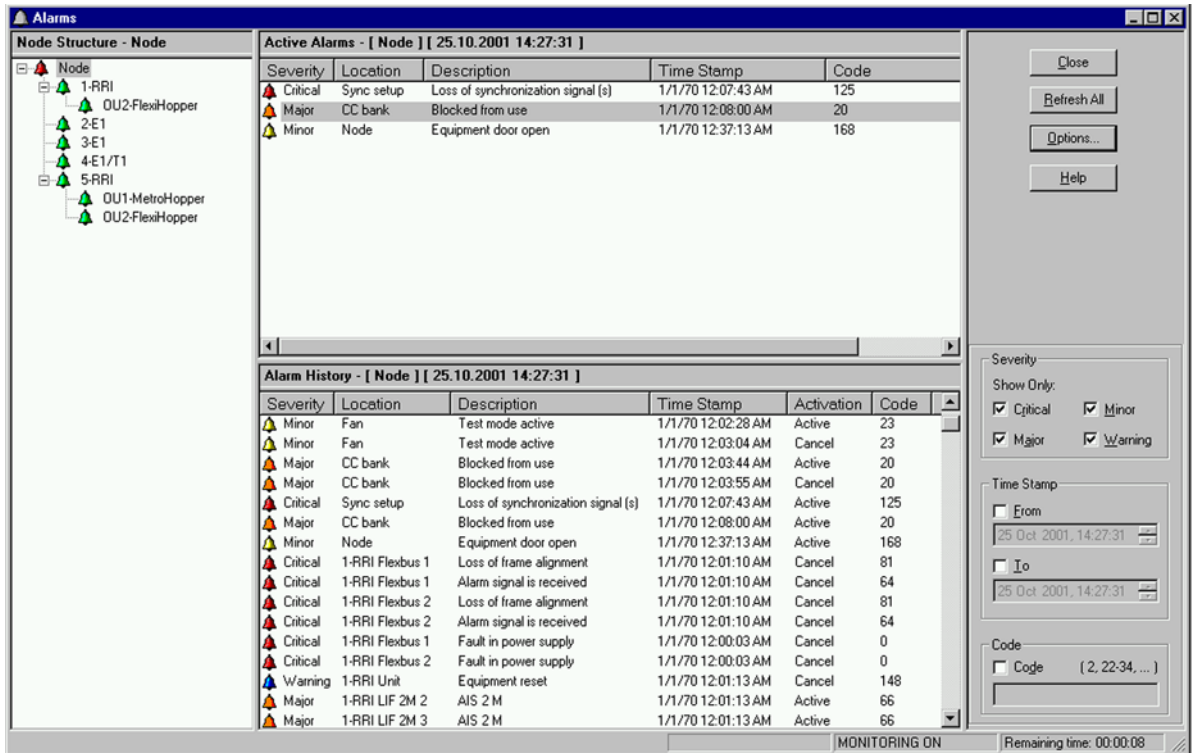 Alarms
Node Structure - Node
Node
1-RRI
OU2-FlexiHopper
2-E1
3-E1
4-E1/T1
5-RRI
OU1-MetroHopper
OU2-FlexiHopper
Active Alarms - [ Node ] [ 25.10.2001 14:27:31 ]
Severity Location Description Time Stamp Code
Critical Sync setup Loss of synchronization signal (s) 1/1/70 12:07:43 AM 125
Major CC bank Blocked from use 1/1/70 12:08:00 AM 20
Minor Node Equipment door open 1/1/70 12:37:13 AM 168
Alarm History - [ Node ] [ 25.10.2001 14:27:31 ]
Severity Location Description Time Stamp Activation Code
Minor Fan Test mode active 1/1/70 12:02:28 AM Active 23
Minor Fan Test mode active 1/1/70 12:03:04 AM Cancel 23
Major CC bank Blocked from use 1/1/70 12:03:44 AM Active 20
Major CC bank Blocked from use 1/1/70 12:03:55 AM Cancel 20
Critical Sync setup Loss of synchronization signal (s) 1/1/70 12:07:43 AM Active 125
Major CC bank Blocked from use 1/1/70 12:08:00 AM Active 20
Minor Node Equipment door open 1/1/70 12:37:13 AM Active 168
Critical 1-RRI Flexbus 1 Loss of frame alignment 1/1/70 12:01:10 AM Cancel 81
Critical 1-RRI Flexbus 1 Alarm signal is received 1/1/70 12:01:10 AM Cancel 64
Critical 1-RRI Flexbus 2 Loss of frame alignment 1/1/70 12:01:10 AM Cancel 81
Critical 1-RRI Flexbus 2 Alarm signal is received 1/1/70 12:01:10 AM Cancel 64
Critical 1-RRI Flexbus 1 Fault in power supply 1/1/70 12:00:03 AM Cancel 0
Critical 1-RRI Flexbus 2 Fault in power supply 1/1/70 12:00:03 AM Cancel 0
Warning 1-RRI Unit Equipment reset 1/1/70 12:01:13 AM Cancel 148
Major 1-RRI LIF 2M 2 AIS 2 M 1/1/70 12:01:13 AM Active 66
Major 1-RRI LIF 2M 3 AIS 2 M 1/1/70 12:01:13 AM Active 66
Close
Refresh All
Options...
Help
Severity
Show Only:
Critical Minor
Major Warning
Time Stamp
From
25 Oct 2001, 14:27:31
To
25 Oct 2001, 14:27:31
Code
Code ( 2, 22-34, ... )
MONITORING ON Remaining time: 00:00:08